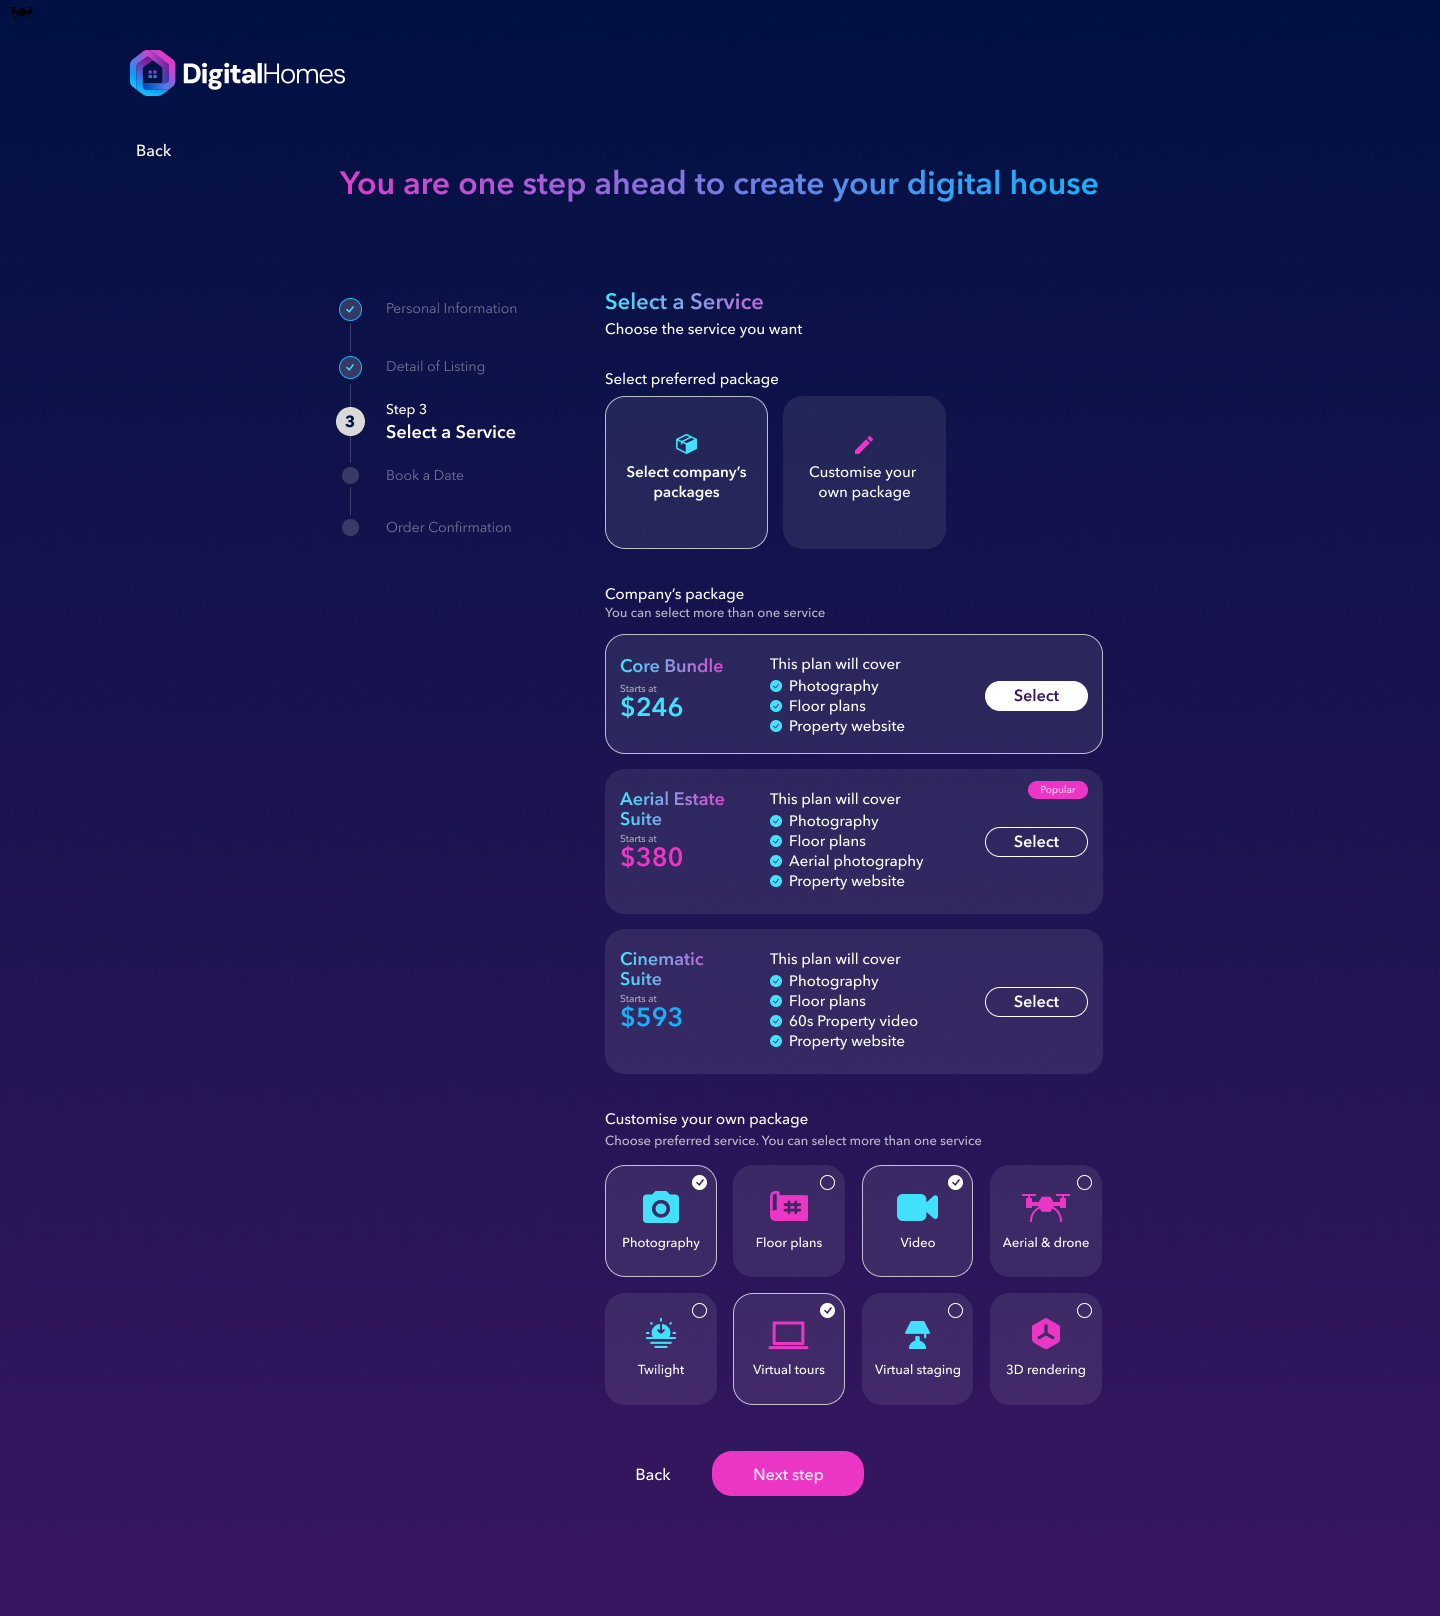 DigitalHomes
Back
You are one step ahead to create your digital house
Personal Information
Detail of Listing
Step 3
3
Select a Service
Book a Date
Order Confirmation
Select a Service
Choose the service you want
Select preferred package
Select company's
packages
Customise your
own package
Company's package
You can select more than one service
Core Bundle
Starts at
$246
This plan will cover
Photography
Floor plans
Property website
Select
Aerial Estate
Suite
Starts at
$380
This plan will cover
Photography
Floor plans
Aerial photography
Property website
Popular
Select
Cinematic
Suite
Starts at
$593
This plan will cover
Photography
Floor plans
60s Property video
Property website
Select
Customise your own package
Choose preferred service. You can select more than one service
Photography
Floor plans
Video
Aerial & drone
Twilight
Virtual tours
Virtual staging
3D rendering
Back
Next step